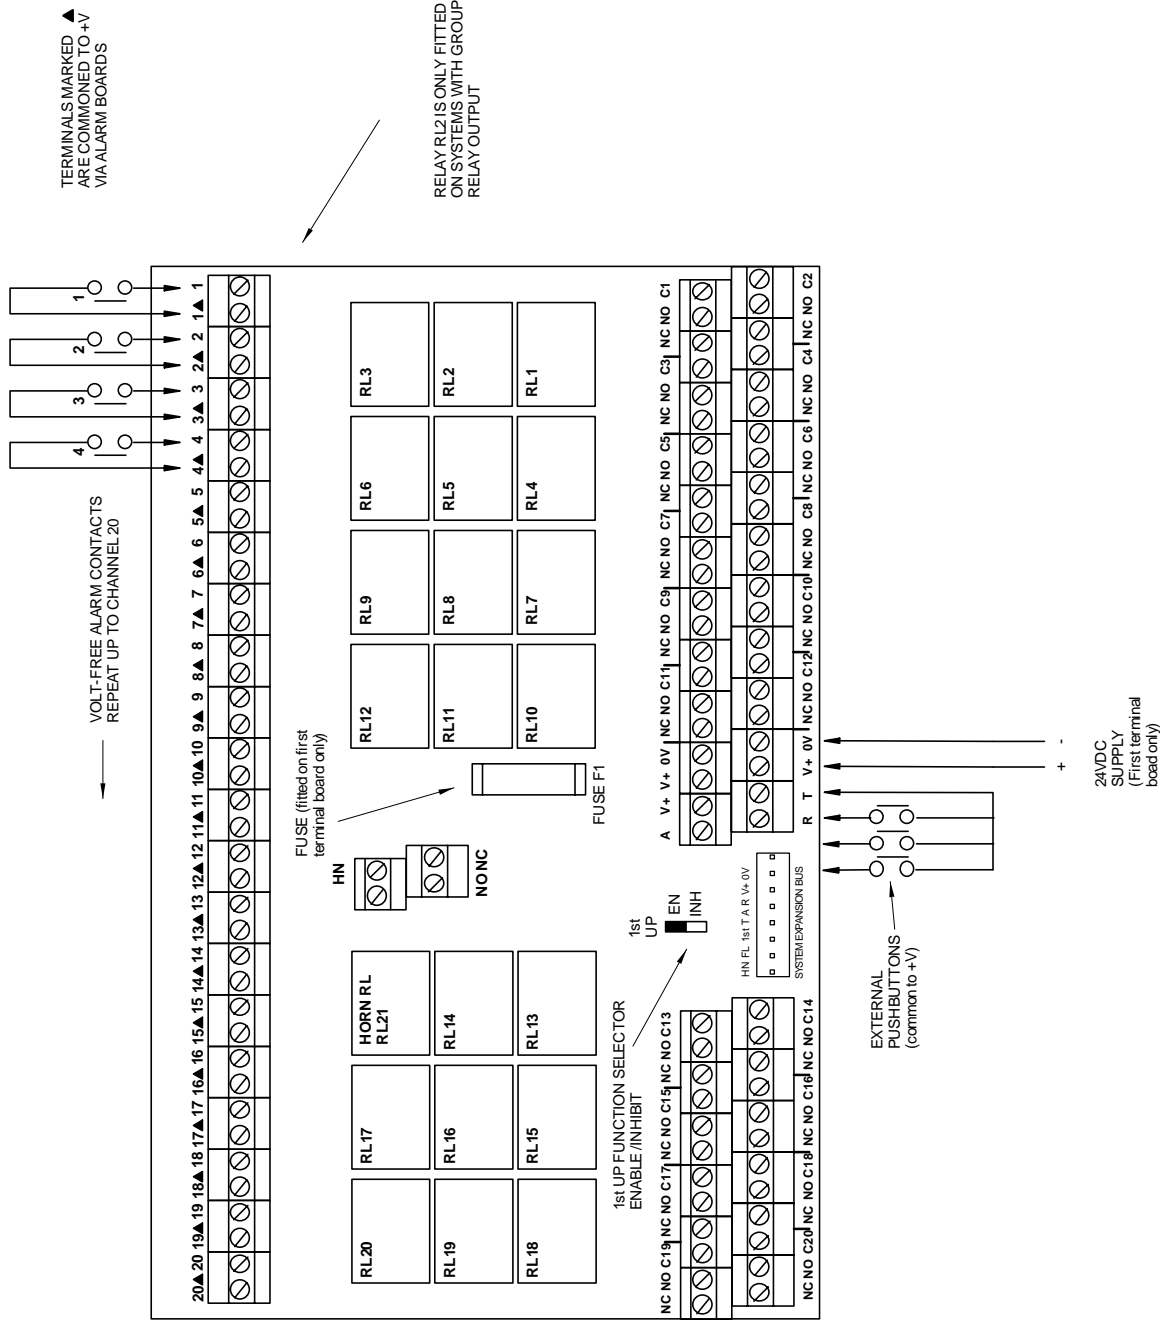 TERMINALS MARKED ▲
ARE COMMONED TO +V
VIA ALARM BOARDS
RELAY RL2 IS ONLY FITTED
ON SYSTEMS WITH GROUP
RELAY OUTPUT
VOLT-FREE ALARM CONTACTS
REPEAT UP TO CHANNEL 20
4 3 2 1
20▲ 20 19▲ 19 18▲ 18 17▲ 17 16▲ 16 15▲ 15 14▲ 14 13▲ 13 12▲ 12 11▲ 11 10▲ 10 9▲ 9 8▲ 8 7▲ 7 6▲ 6 5▲ 5 4▲ 4 3▲ 3 2▲ 2 1▲ 1
RL20
RL17
HORN RL
RL21
RL12
RL9
RL6
RL3
RL19
RL16
RL14
RL11
RL8
RL5
RL2
RL18
RL15
RL13
RL10
RL7
RL4
RL1
FUSE (fitted on first
terminal board only)
FUSE F1
HN
NO NC
1st
UP
EN
INH
1st UP FUNCTION SELECTOR
ENABLE /INHIBIT
HN FL 1st T A R V+ 0V
SYSTEM EXPANSION BUS
NC NO C19 NC NO C17 NC NO C15 NC NO C13
A V+ V+ 0V NC NO C11 NC NO C9 NC NO C7 NC NO C5 NC NO C3 NC NO C1
NC NO C20 NC NO C18 NC NO C16 NC NO C14
R T V+ 0V NC NO C12 NC NO C10 NC NO C8 NC NO C6 NC NO C4 NC NO C2
EXTERNAL
PUSHBUTTONS
(common to +V)
+ -
24VDC
SUPPLY
(First terminal
boad only)